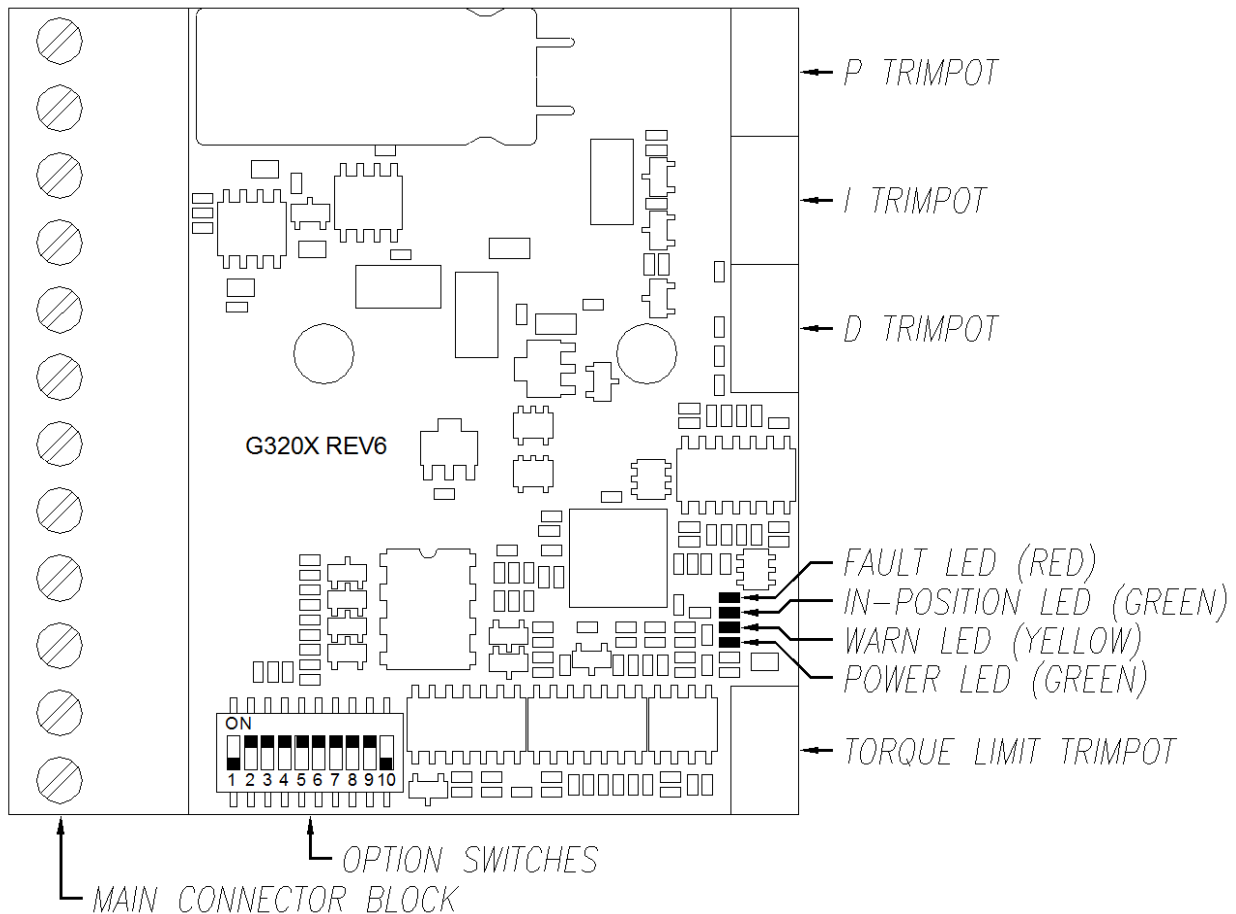 P TRIMPOT
I TRIMPOT
D TRIMPOT
G320X REV6
FAULT LED (RED)
IN-POSITION LED (GREEN)
WARN LED (YELLOW)
POWER LED (GREEN)
ON
1 2 3 4 5 6 7 8 9 10
TORQUE LIMIT TRIMPOT
OPTION SWITCHES
MAIN CONNECTOR BLOCK